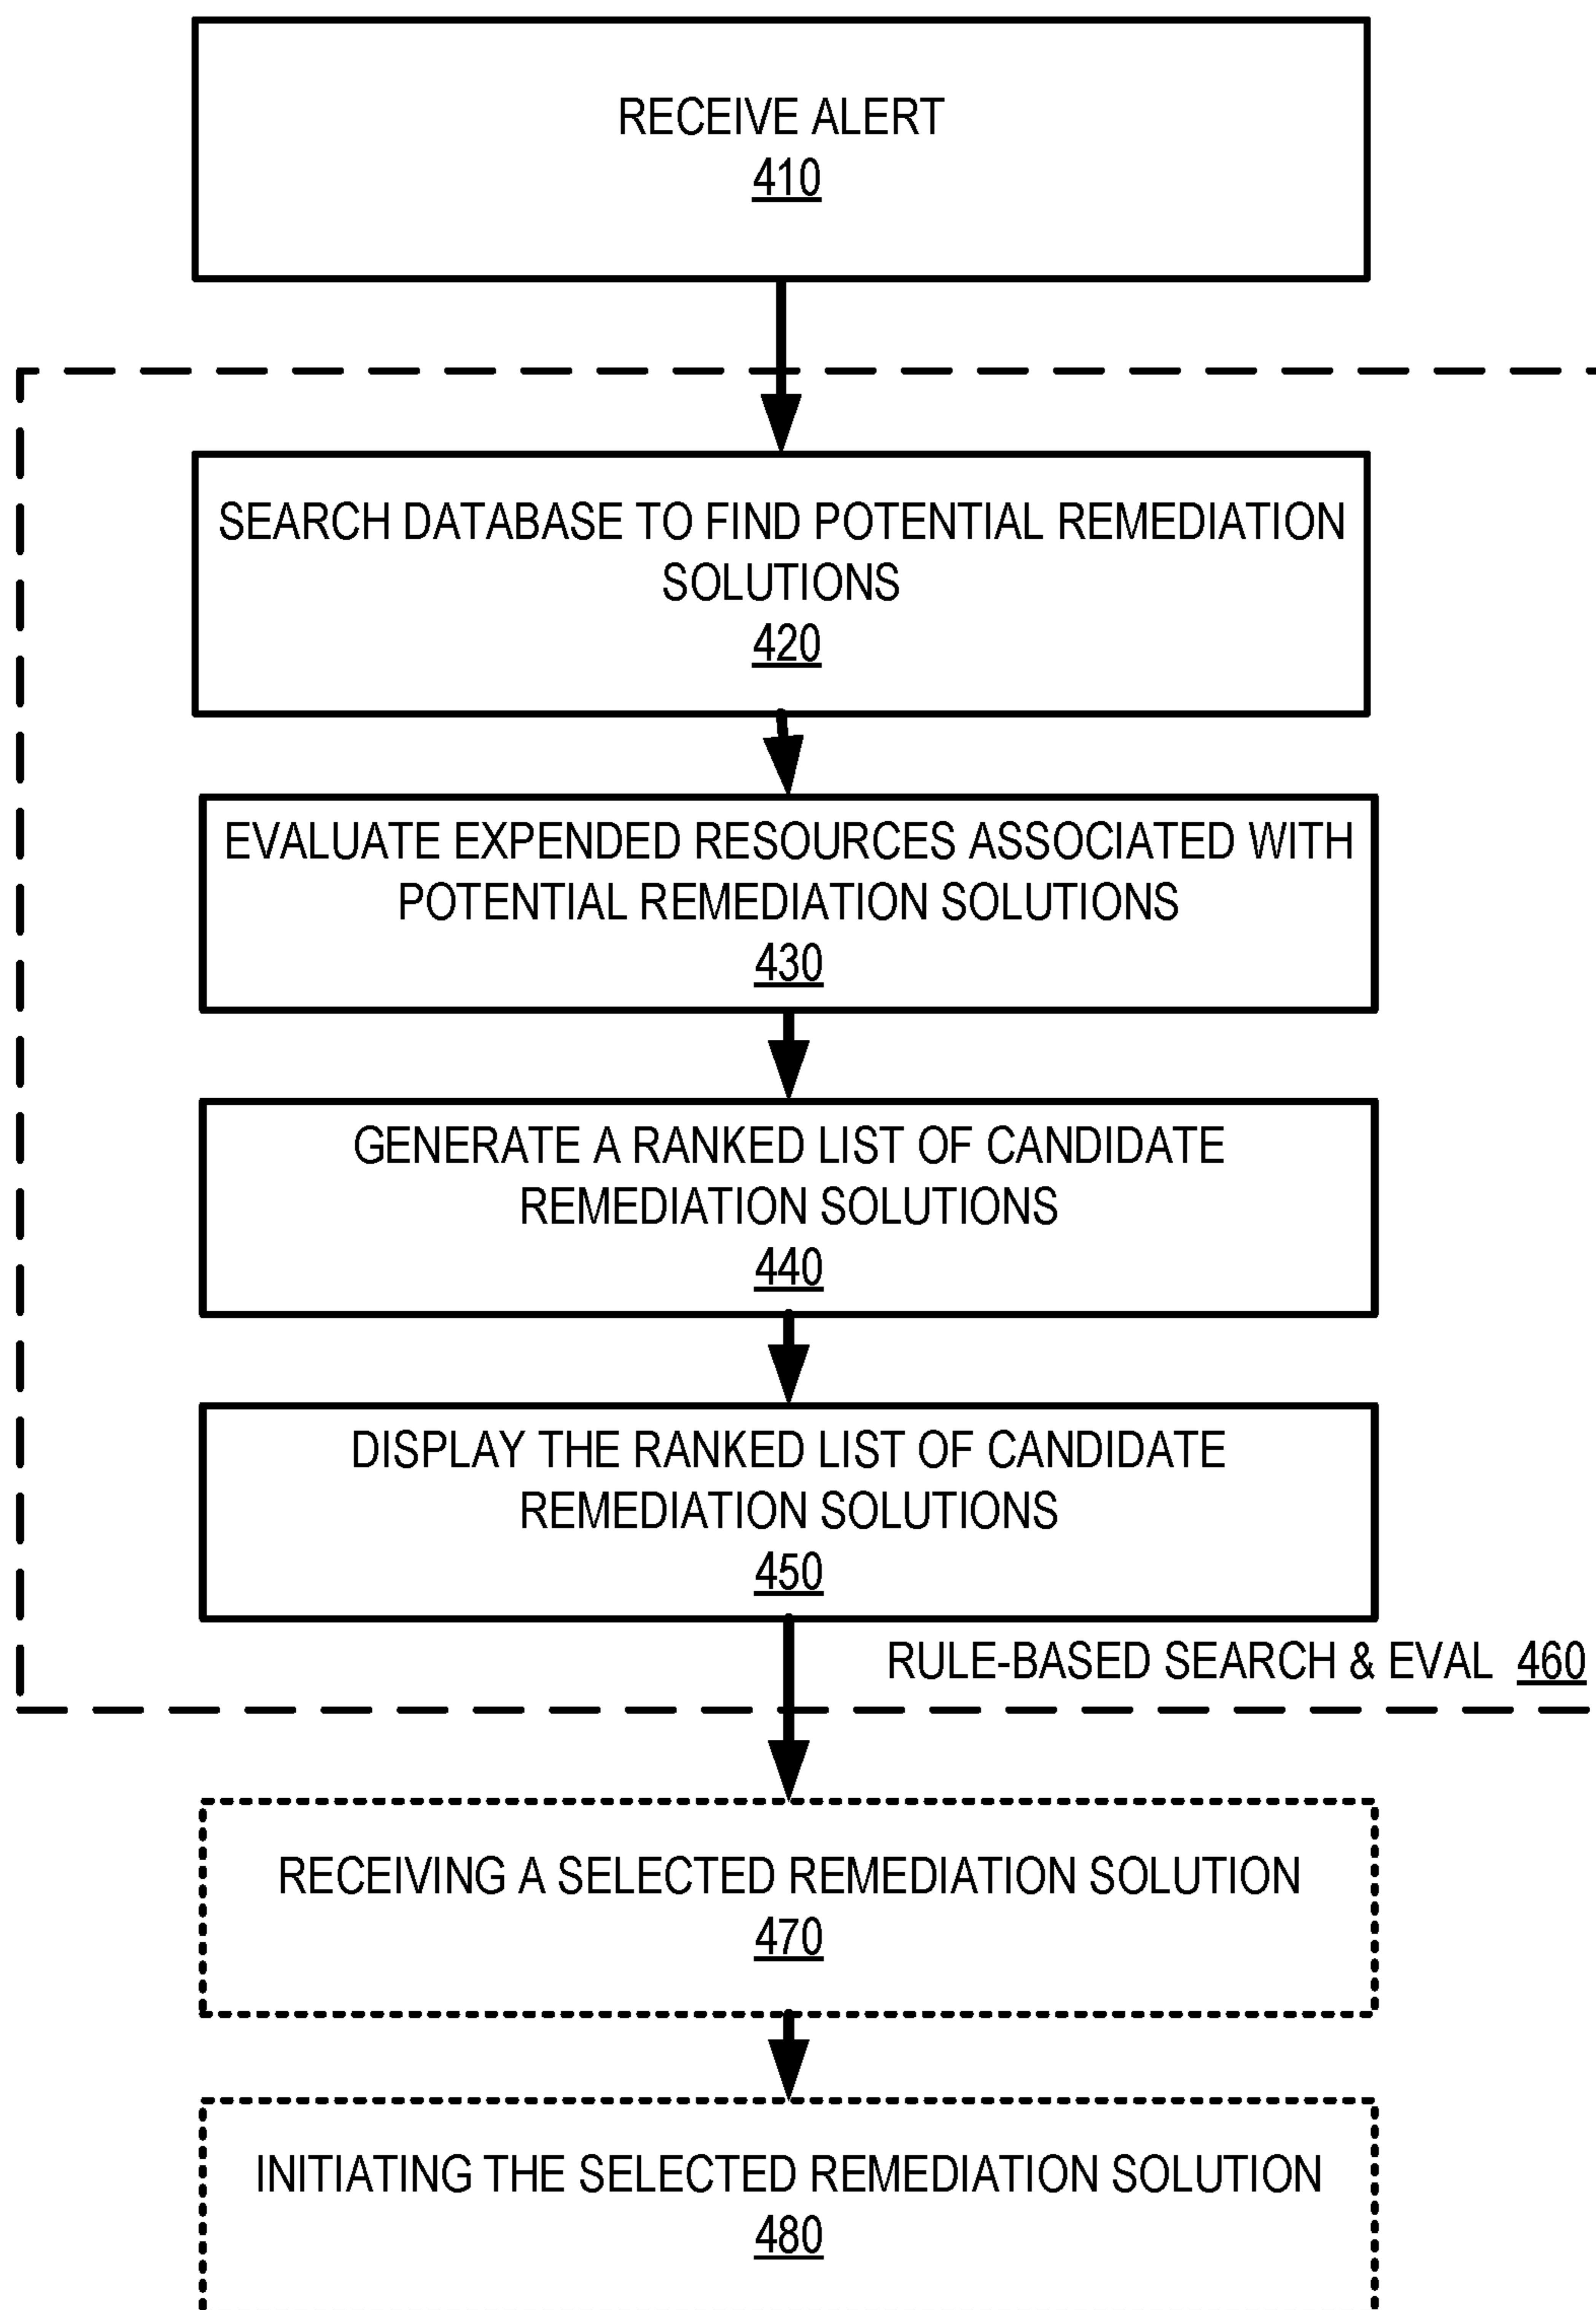 RECEIVE ALERT
410
SEARCH DATABASE TO FIND POTENTIAL REMEDIATION
SOLUTIONS
420
EVALUATE EXPENDED RESOURCES ASSOCIATED WITH
POTENTIAL REMEDIATION SOLUTIONS
430
GENERATE A RANKED LIST OF CANDIDATE
REMEDIATION SOLUTIONS
440
DISPLAY THE RANKED LIST OF CANDIDATE
REMEDIATION SOLUTIONS
450
RULE-BASED SEARCH & EVAL 460
RECEIVING A SELECTED REMEDIATION SOLUTION
470
INITIATING THE SELECTED REMEDIATION SOLUTION
480